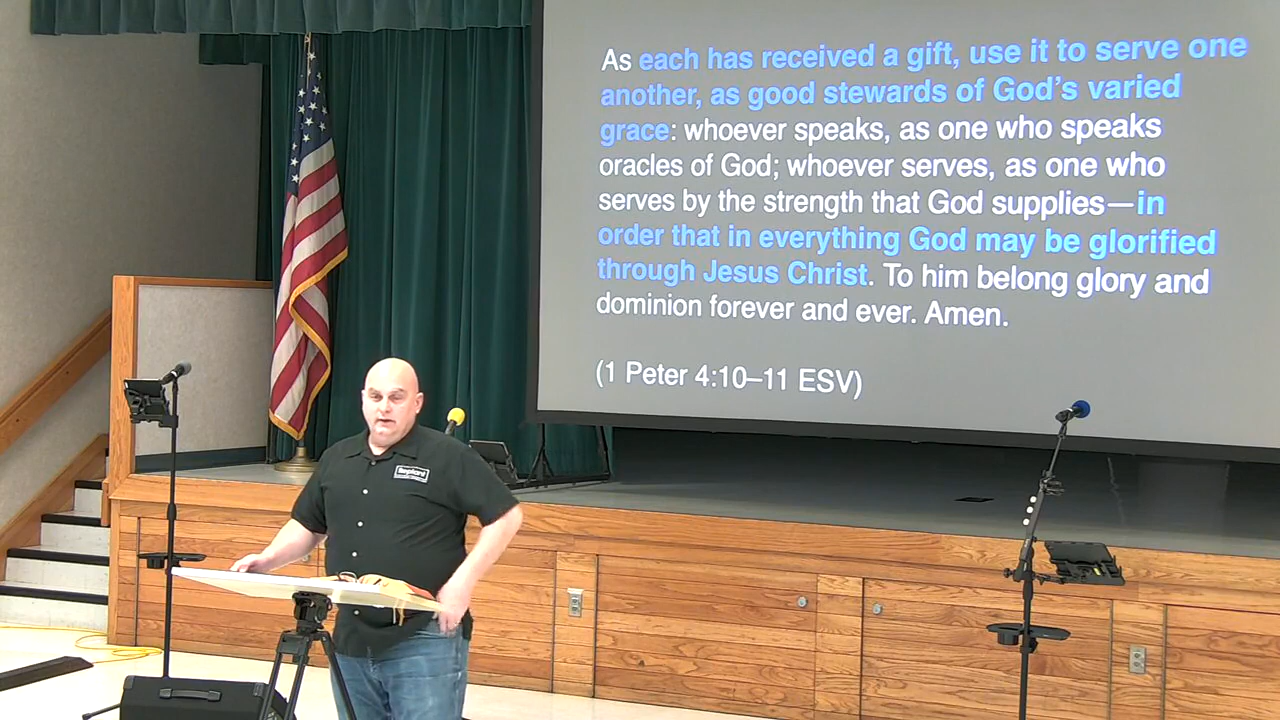 As each has received a gift, use it to serve one
another, as good stewards of God's varied
grace: whoever speaks, as one who speaks
oracles of God; whoever serves, as one who
serves by the strength that God supplies—in
order that in everything God may be glorified
through Jesus Christ. To him belong glory and
dominion forever and ever. Amen.
(1 Peter 4:10–11 ESV)